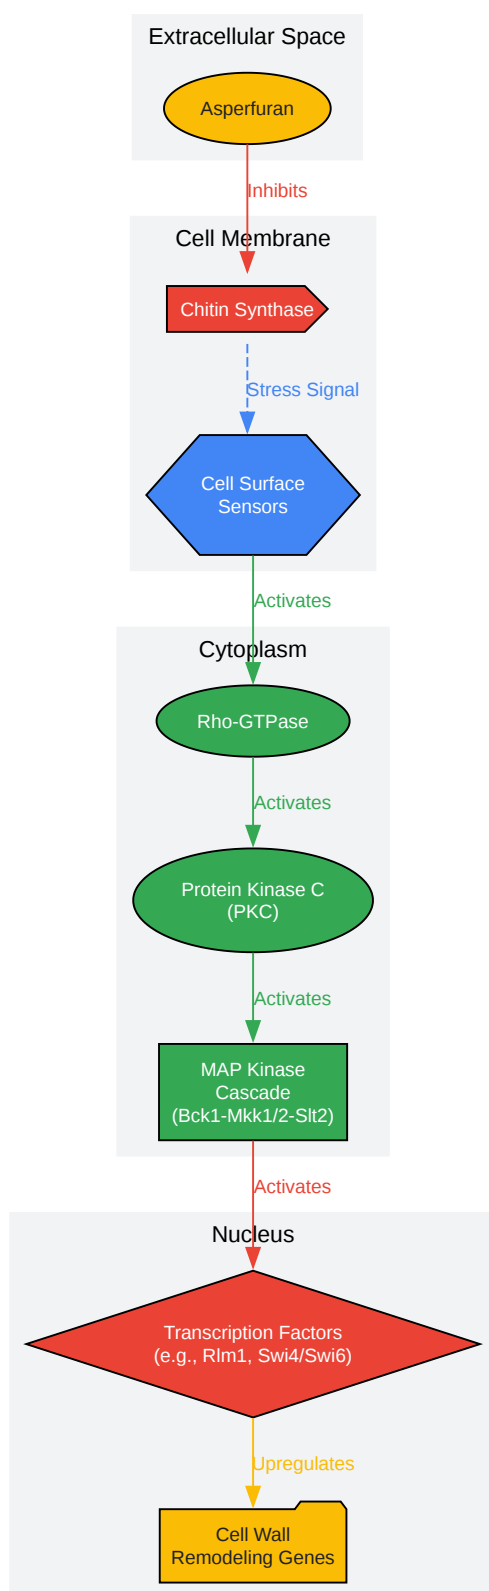 Extracellular Space
Asperfuran
Inhibits
Cell Membrane
Chitin Synthase
Stress Signal
Cell Surface
Sensors
Activates
Cytoplasm
Rho-GTPase
Activates
Protein Kinase C
(PKC)
Activates
MAP Kinase
Cascade
(Bck1-Mkk1/2-Slt2)
Activates
Nucleus
Transcription Factors
(e.g., Rlm1, Swi4/Swi6)
Upregulates
Cell Wall
Remodeling Genes